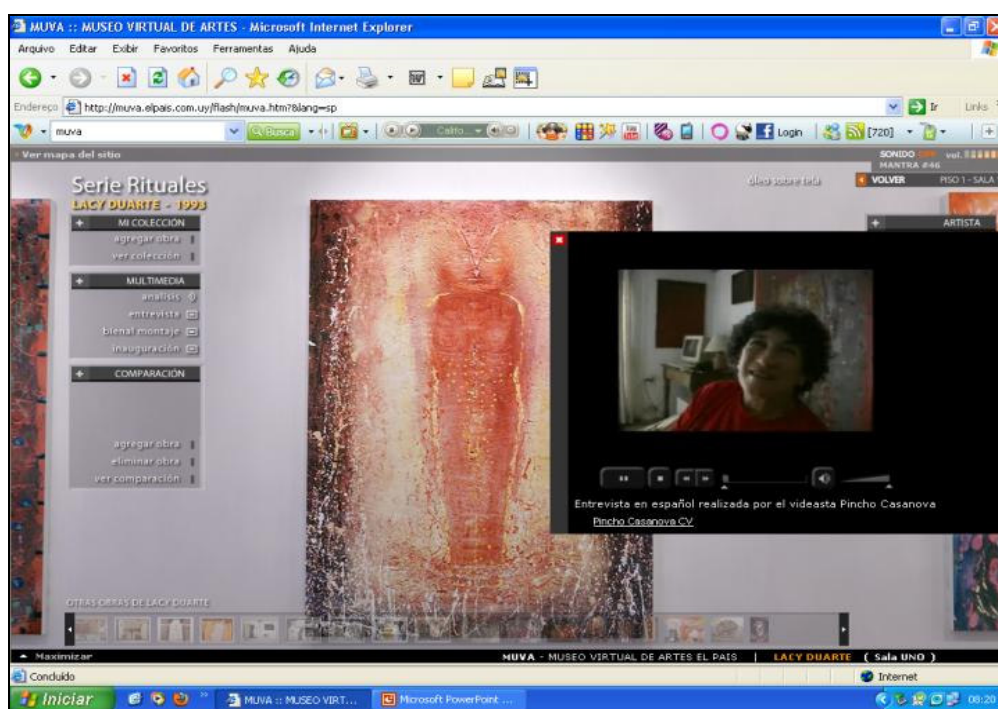 MUVA :: MUSEO VIRTUAL DE ARTES - Microsoft Internet Explorer
Arquivo Editar Exibir Favoritos Ferramentas Ajuda
Endereço http://muva.elpais.com.uy/flash/muva.htm?&lang=sp Ir Links
muva Busca Login [720]
Ver mapa del sitio
SONIDO vol.
MANTRA #46
Serie Rituales
LACY DUARTE - 1993
óleo sobre tela
VOLVER PISO 1 - SALA
MI COLECCIÓN
agregar obra
ver colección
ARTISTA
MULTIMEDIA
analisis
entrevista
bienal montaje
inauguración
COMPARACIÓN
agregar obra
eliminar obra
ver comparación
Entrevista en español realizada por el videasta Pincho Casanova
Pincho Casanova CV
OTRAS OBRAS DE LACY DUARTE
Maximizar
MUVA - MUSEO VIRTUAL DE ARTES EL PAIS | LACY DUARTE ( Sala UNO )
Concluído Internet
Iniciar MUVA :: MUSEO VIRT... Microsoft PowerPoint ... 08:20